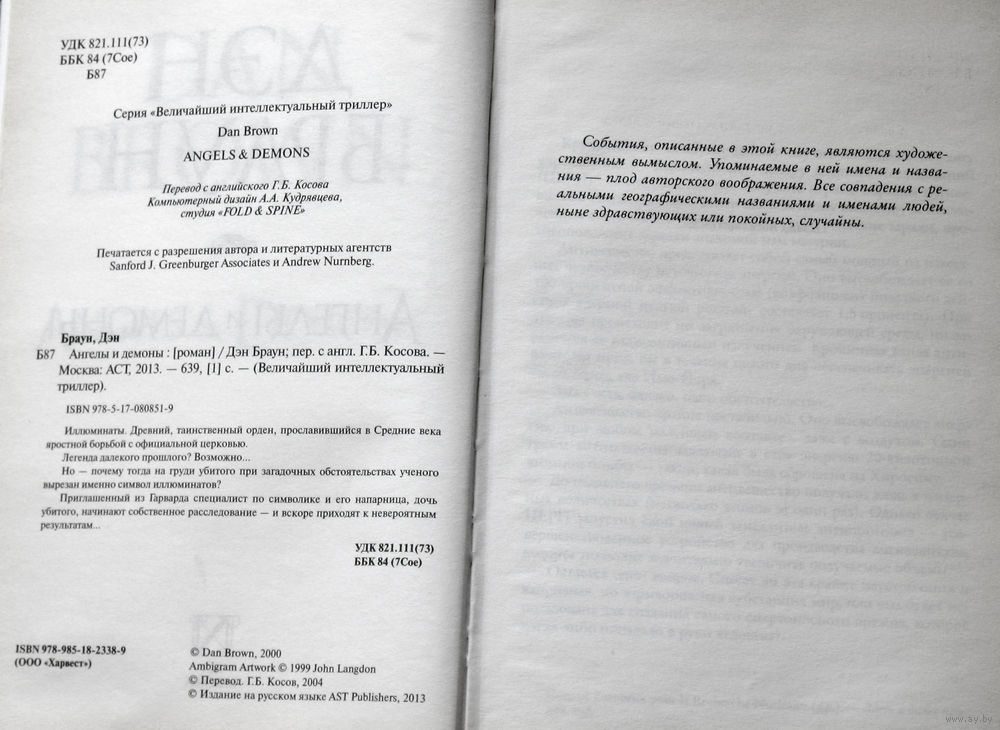 УДК 821.111(73)
ББК 84 (7Сое)
Б87
Серия «Величайший интеллектуальный триллер»
Dan Brown
ANGELS & DEMONS
Перевод с английского Г.Б. Косова
Компьютерный дизайн А.А. Кудрявцева,
студия «FOLD & SPINE»
Печатается с разрешения автора и литературных агентств
Sanford J. Greenburger Associates и Andrew Nurnberg.
Браун, Дэн
Б87 Ангелы и демоны : [роман] / Дэн Браун; пер. с англ. Г.Б. Косова. —
Москва: АСТ, 2013. — 639, [1] с. — (Величайший интеллектуальный
триллер).
ISBN 978-5-17-080851-9
Иллюминаты. Древний, таинственный орден, прославившийся в Средние века
яростной борьбой с официальной церковью.
Легенда далекого прошлого? Возможно...
Но — почему тогда на груди убитого при загадочных обстоятельствах ученого
вырезан именно символ иллюминатов?
Приглашенный из Гарварда специалист по символике и его напарница, дочь
убитого, начинают собственное расследование — и вскоре приходят к невероятным
результатам...
УДК 821.111(73)
ББК 84 (7Сое)
ISBN 978-985-18-2338-9
(ООО «Харвест»)
© Dan Brown, 2000
Ambigram Artwork © 1999 John Langdon
© Перевод. Г.Б. Косов, 2004
© Издание на русском языке AST Publishers, 2013
События, описанные в этой книге, являются художе-
ственным вымыслом. Упоминаемые в ней имена и назва-
ния — плод авторского воображения. Все совпадения с ре-
альными географическими названиями и именами людей,
ныне здравствующих или покойных, случайны.
www.ay.by